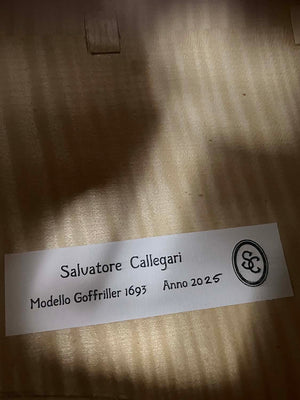 Salvatore Callegari
Modello Goffriller 1693 Anno 2025
SC